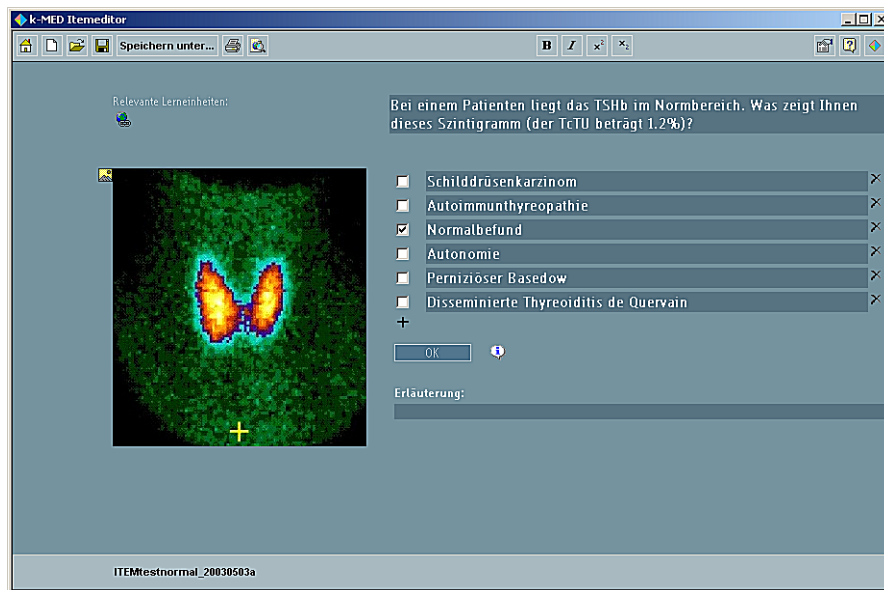 k-MED Itemeditor
Speichern unter...
B I x² x₂
Relevante Lerneinheiten:
Bei einem Patienten liegt das TSHb im Normbereich. Was zeigt Ihnen
dieses Szintigramm (der TcTU beträgt 1.2%)?
Schilddrüsenkarzinom
Autoimmunthyreopathie
Normalbefund
Autonomie
Perniziöser Basedow
Disseminierte Thyreoiditis de Quervain
OK
Erläuterung:
ITEMtestnormal_20030503a